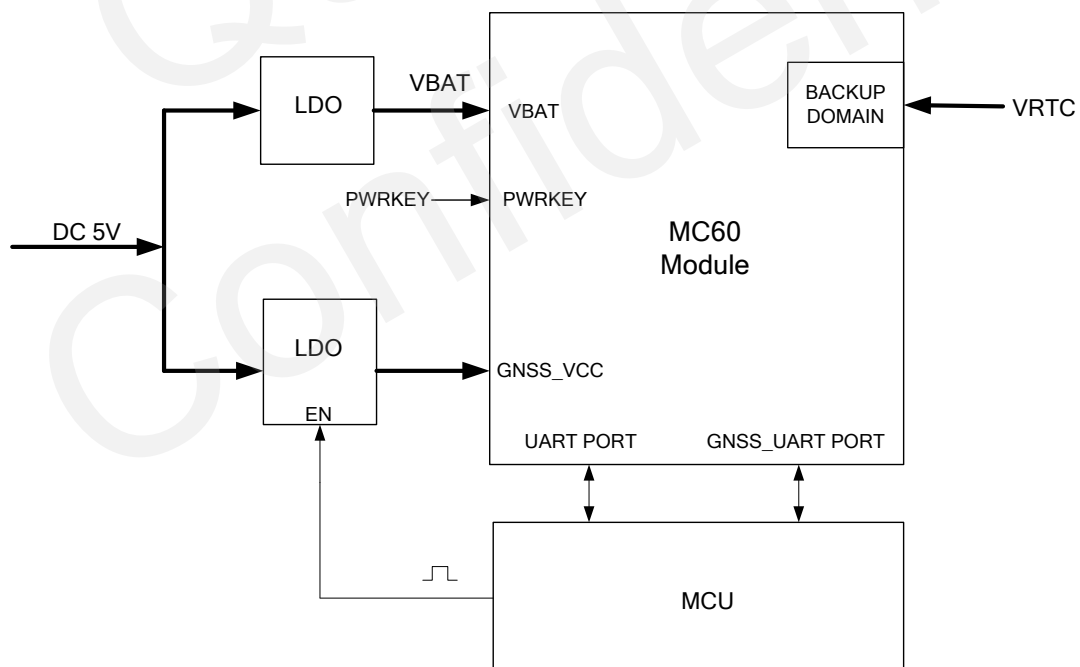 LDO
VBAT
VBAT
BACKUP
DOMAIN
VRTC
PWRKEY
PWRKEY
DC 5V
MC60
Module
LDO
EN
GNSS_VCC
UART PORT
GNSS_UART PORT
MCU